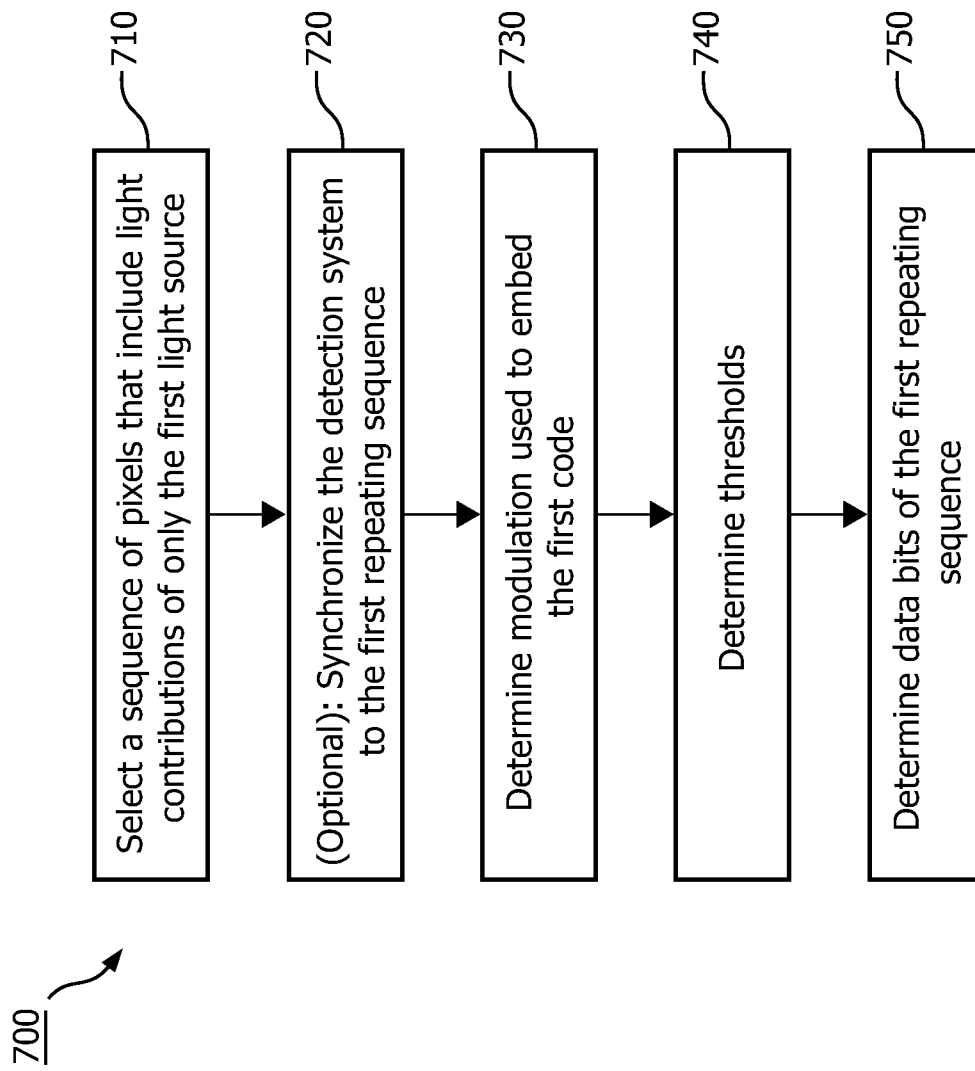 700
Select a sequence of pixels that include light
contributions of only the first light source
710
(Optional): Synchronize the detection system
to the first repeating sequence
720
Determine modulation used to embed
the first code
730
Determine thresholds
740
Determine data bits of the first repeating
sequence
750